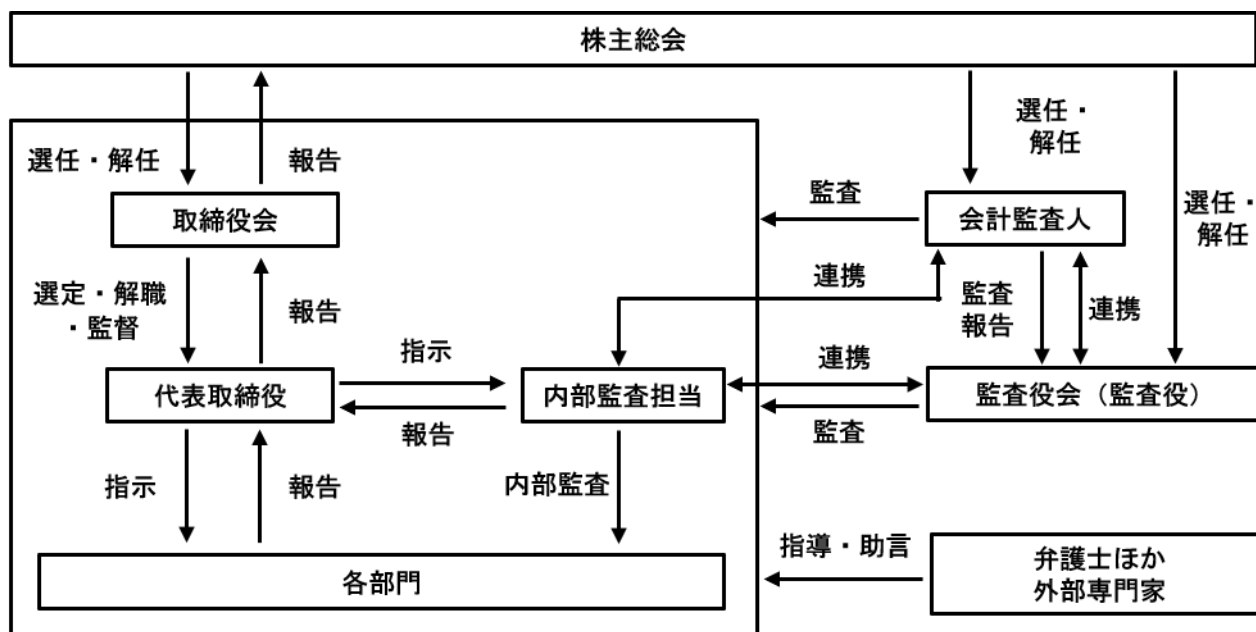 株主総会
選任・解任
報告
選任・
解任
選任・
解任
監査
取締役会
会計監査人
連携
選定・解職
・監督
報告
監査
報告
連携
指示
連携
代表取締役
内部監査担当
監査役会（監査役）
報告
監査
指示
報告
内部監査
指導・助言
弁護士ほか
外部専門家
各部門